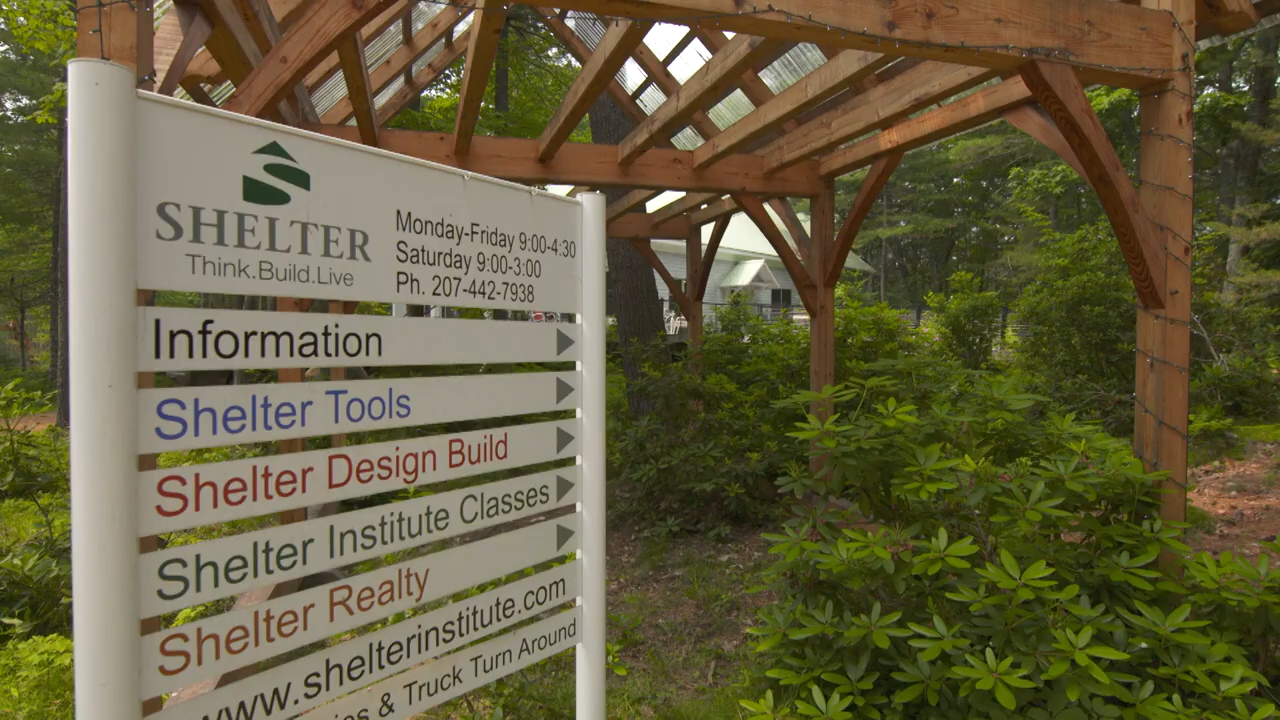 SHELTER
Think.Build.Live
Monday-Friday 9:00-4:30
Saturday 9:00-3:00
Ph. 207-442-7938
Information
Shelter Tools
Shelter Design Build
Shelter Institute Classes
Shelter Realty
www.shelterinstitute.com
& Truck Turn Around